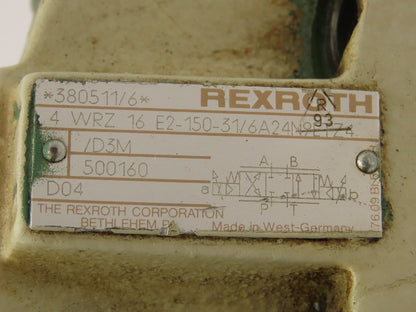 *380511/6* REXROTH
R
93
4 WRZ 16 E2-150-31/6A24N9E1Z4
/D3M
500160
D04
A B
a
P
THE REXROTH CORPORATION
BETHLEHEM PA
Made in West-Germany